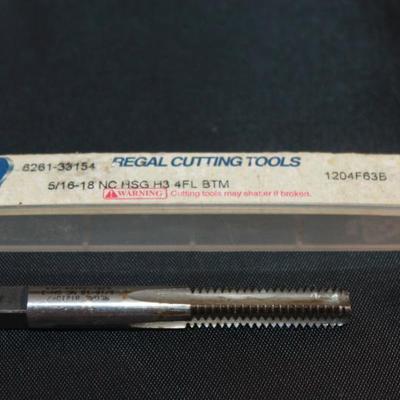 6261-33154 REGAL CUTTING TOOLS
5/16-18 NC HSG H3 4FL BTM 1204F63B
WARNING Cutting tools may shatter if broken.